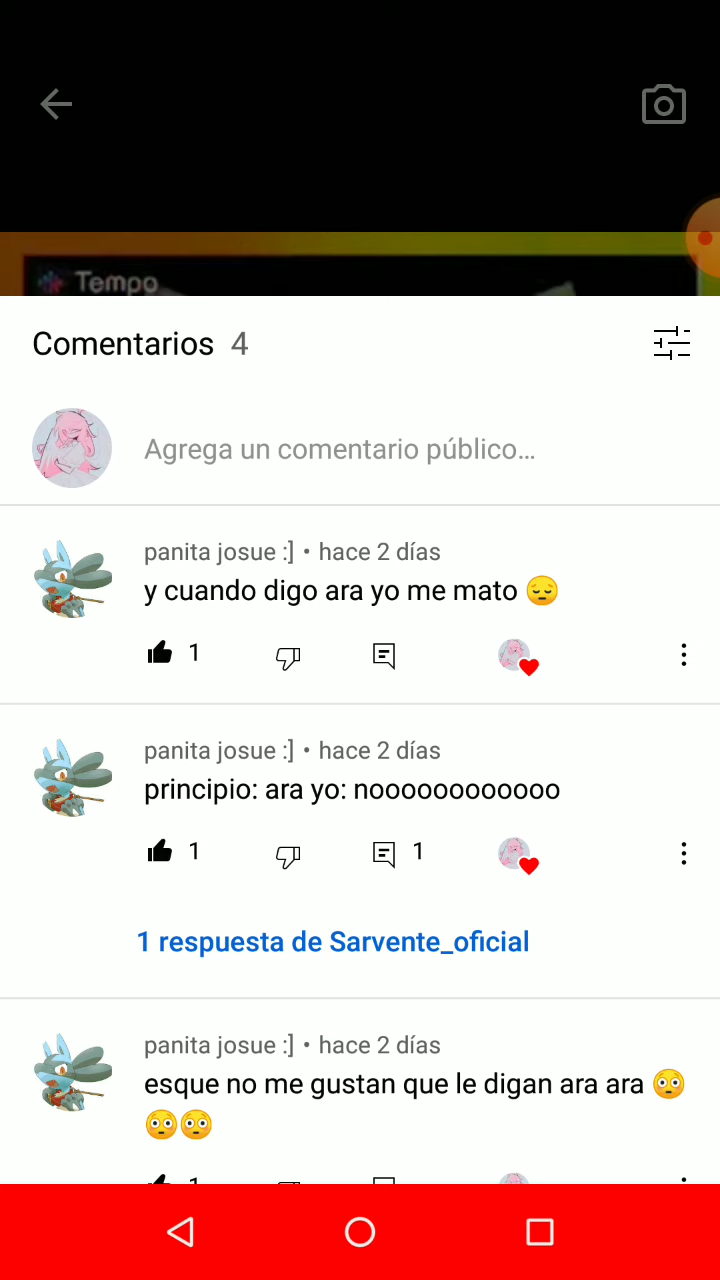 Tempo
Comentarios 4
Agrega un comentario público...
panita josue :] • hace 2 días
y cuando digo ara yo me mato 😔
1
panita josue :] • hace 2 días
principio: ara yo: noooooooooooo
1 1
1 respuesta de Sarvente_oficial
panita josue :] • hace 2 días
esque no me gustan que le digan ara ara 😳
😳😳
1